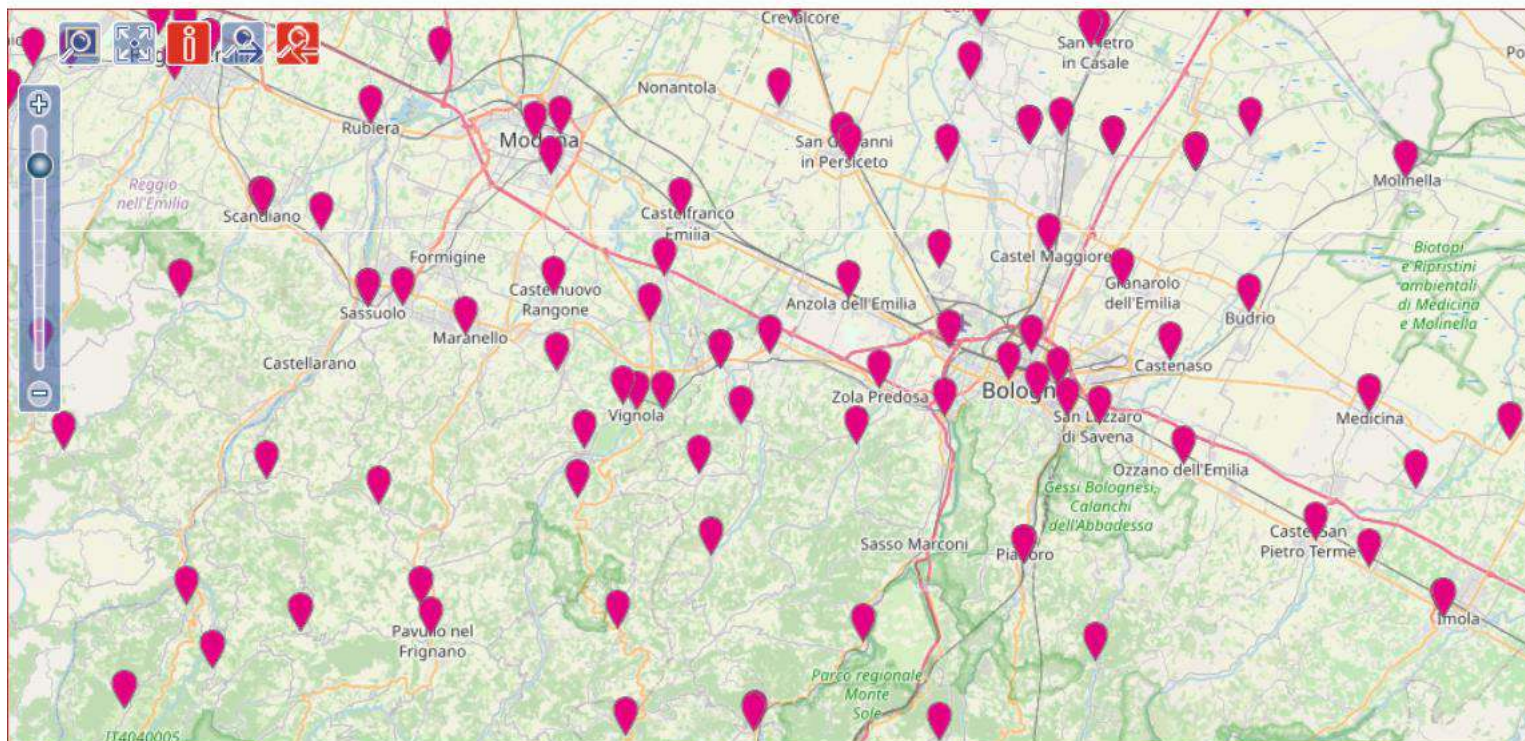 Crevalcore
San Pietro
in Casale
Nonantola
Rubiera
Modena
San Giovanni
in Persiceto
Molinella
Reggio
nell'Emilia
Scandiano
Castelfranco
Emilia
Formigine
Castel Maggiore
Biotopi
e Ripristini
ambientali
di Medicina
e Molinella
Castelnuovo
Rangone
Anzola dell'Emilia
Granarolo
dell'Emilia
Sassuolo
Budrio
Maranello
Castellarano
Castenaso
Zola Predosa
Bologna
Medicina
Vignola
San Lazzaro
di Savena
Ozzano dell'Emilia
Gessi Bolognesi,
Calanchi
dell'Abbadessa
Castel San
Pietro Terme
Sasso Marconi
Pianoro
Imola
Pavullo nel
Frignano
Parco regionale
Monte
Sole
IT4040005